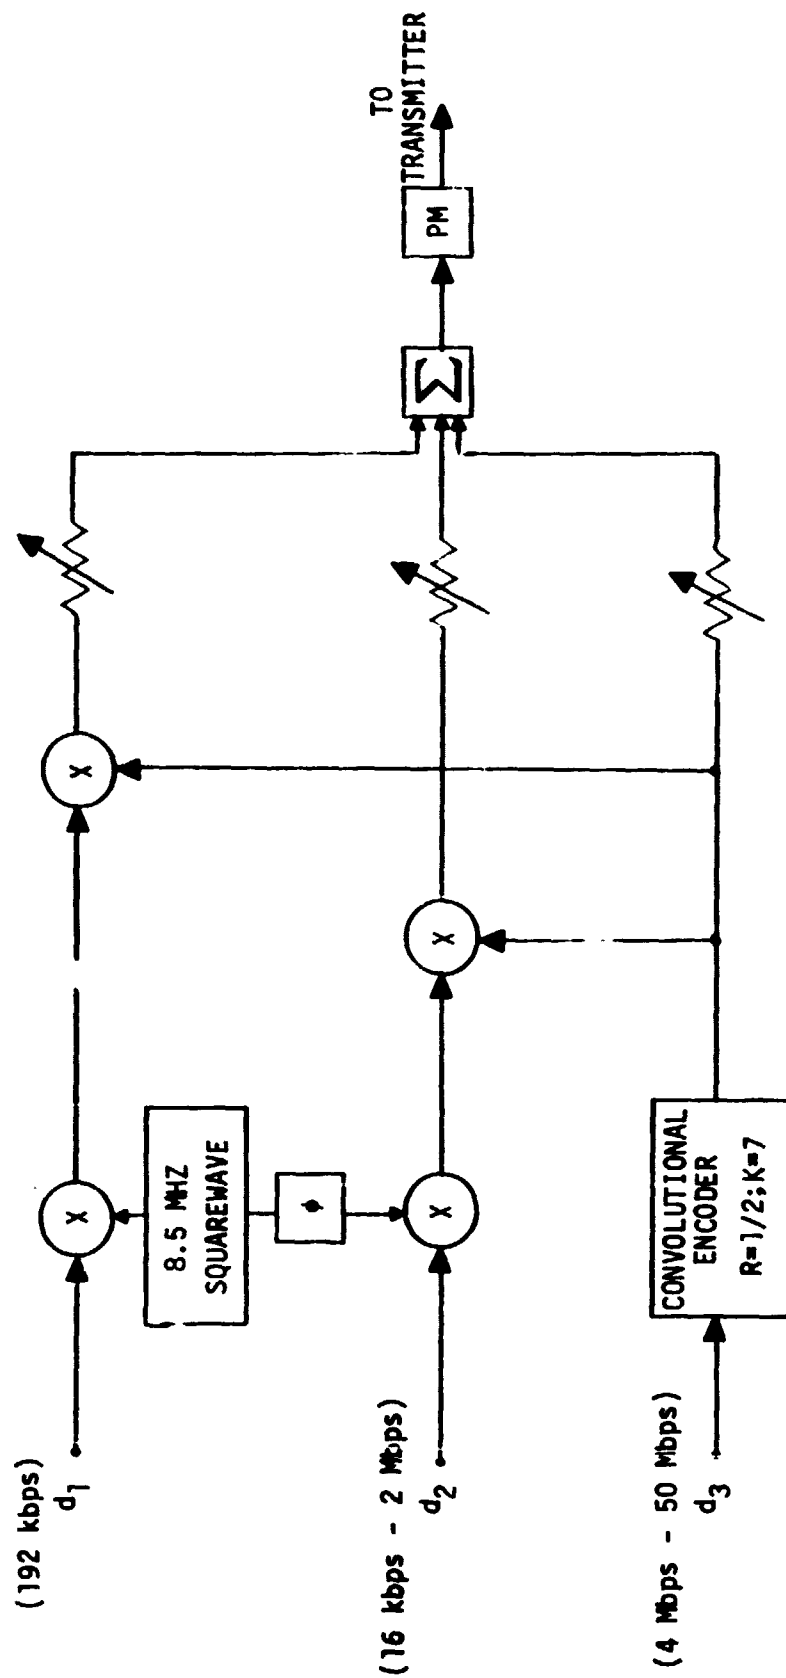 (192 kbps)
d1
X
8.5 MHZ
SQUAREWAVE
ϕ
X
(16 kbps - 2 Mbps)
d2
X
X
(4 Mbps - 50 Mbps)
d3
CONVOLUTIONAL
ENCODER
R=1/2;K=7
Σ
PM
TO
TRANSMITTER